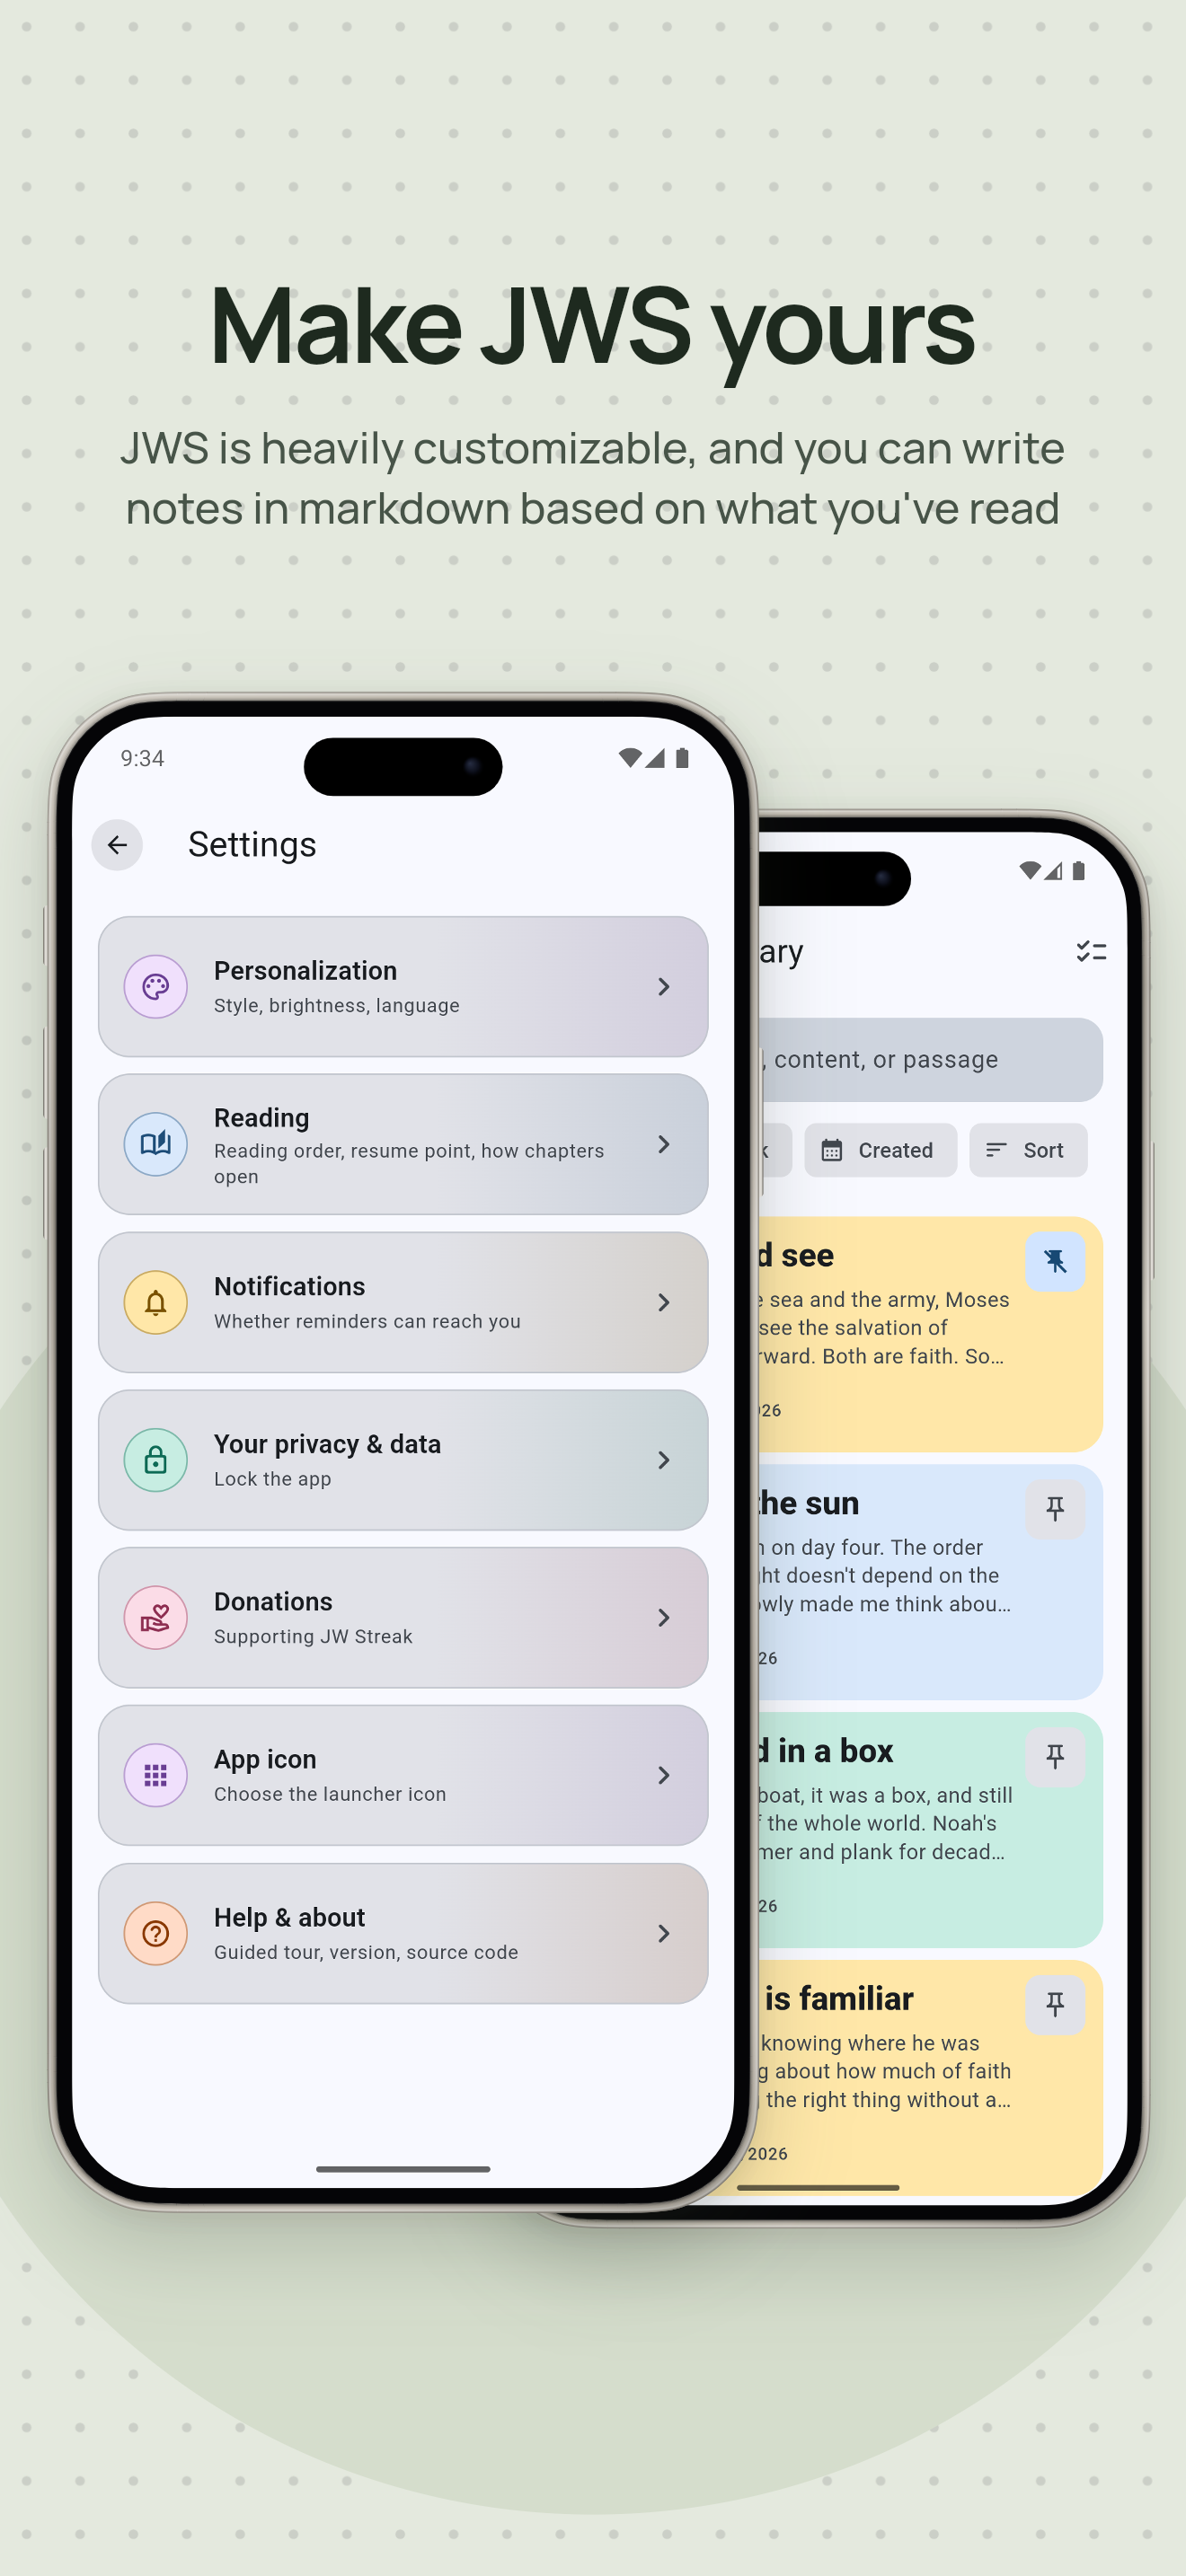 Make JWS yours
JWS is heavily customizable, and you can write
notes in markdown based on what you've read
9:34
Settings
Personalization
Style, brightness, language
Reading
Reading order, resume point, how chapters
open
Notifications
Whether reminders can reach you
Your privacy & data
Lock the app
Donations
Supporting JW Streak
App icon
Choose the launcher icon
Help & about
Guided tour, version, source code
, content, or passage
Created
Sort
see
sea and the army, Moses
see the salvation of
Both are faith. So…
the sun
on day four. The order
doesn't depend on the
made me think abou…
in a box
boat, it was a box, and still
the whole world. Noah's
and plank for decad…
is familiar
knowing where he was
about how much of faith
the right thing without a…
2026